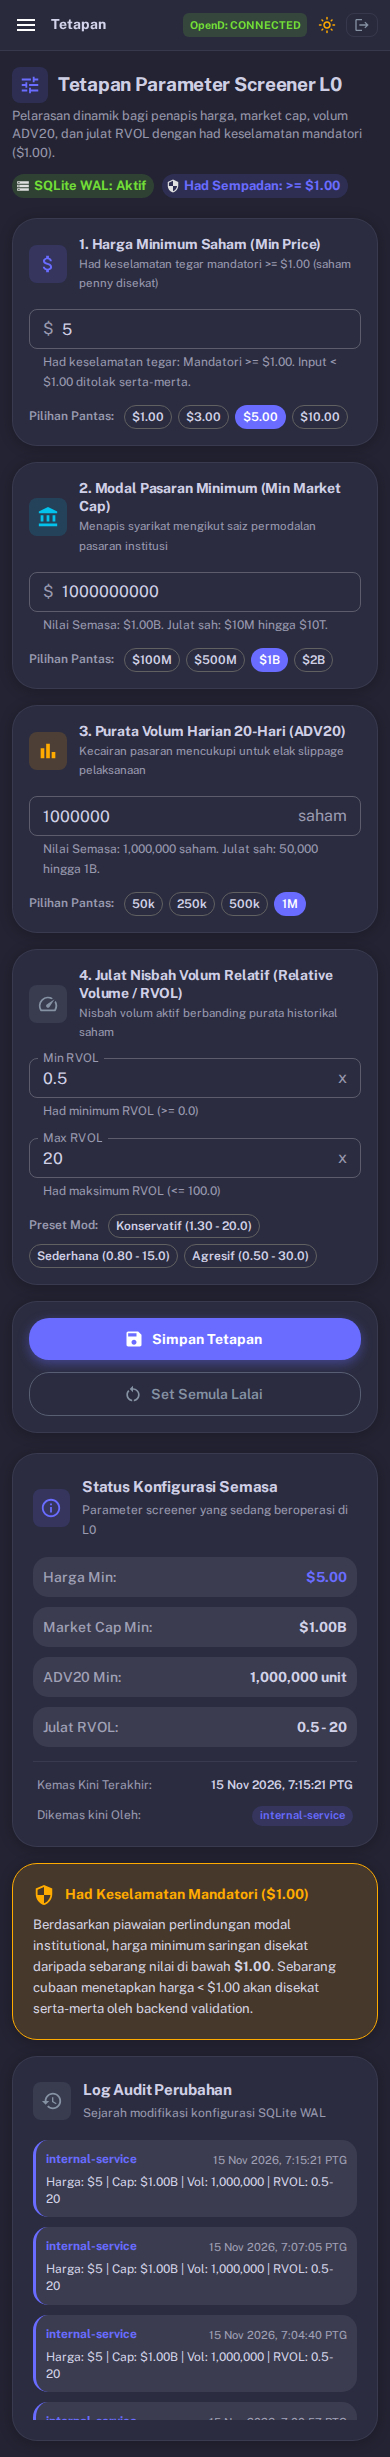 Tetapan
OpenD: CONNECTED
Tetapan Parameter Screener L0
Pelarasan dinamik bagi penapis harga, market cap, volum
ADV20, dan julat RVOL dengan had keselamatan mandatori
($1.00).
SQLite WAL: Aktif
Had Sempadan: >= $1.00
1. Harga Minimum Saham (Min Price)
Had keselamatan tegar mandatori >= $1.00 (saham
penny disekat)
$ 5
Had keselamatan tegar: Mandatori >= $1.00. Input <
$1.00 ditolak serta-merta.
Pilihan Pantas: $1.00 $3.00 $5.00 $10.00
2. Modal Pasaran Minimum (Min Market
Cap)
Menapis syarikat mengikut saiz permodalan
pasaran institusi
$ 1000000000
Nilai Semasa: $1.00B. Julat sah: $10M hingga $10T.
Pilihan Pantas: $100M $500M $1B $2B
3. Purata Volum Harian 20-Hari (ADV20)
Kecairan pasaran mencukupi untuk elak slippage
pelaksanaan
1000000 saham
Nilai Semasa: 1,000,000 saham. Julat sah: 50,000
hingga 1B.
Pilihan Pantas: 50k 250k 500k 1M
4. Julat Nisbah Volum Relatif (Relative
Volume / RVOL)
Nisbah volum aktif berbanding purata historikal
saham
Min RVOL
0.5 x
Had minimum RVOL (>= 0.0)
Max RVOL
20 x
Had maksimum RVOL (<= 100.0)
Preset Mod: Konservatif (1.30 - 20.0)
Sederhana (0.80 - 15.0) Agresif (0.50 - 30.0)
Simpan Tetapan
Set Semula Lalai
Status Konfigurasi Semasa
Parameter screener yang sedang beroperasi di
L0
Harga Min: $5.00
Market Cap Min: $1.00B
ADV20 Min: 1,000,000 unit
Julat RVOL: 0.5 - 20
Kemas Kini Terakhir: 15 Nov 2026, 7:15:21 PTG
Dikemas kini Oleh: internal-service
Had Keselamatan Mandatori ($1.00)
Berdasarkan piawaian perlindungan modal
institutional, harga minimum saringan disekat
daripada sebarang nilai di bawah $1.00. Sebarang
cubaan menetapkan harga < $1.00 akan disekat
serta-merta oleh backend validation.
Log Audit Perubahan
Sejarah modifikasi konfigurasi SQLite WAL
internal-service 15 Nov 2026, 7:15:21 PTG
Harga: $5 | Cap: $1.00B | Vol: 1,000,000 | RVOL: 0.5-
20
internal-service 15 Nov 2026, 7:07:05 PTG
Harga: $5 | Cap: $1.00B | Vol: 1,000,000 | RVOL: 0.5-
20
internal-service 15 Nov 2026, 7:04:40 PTG
Harga: $5 | Cap: $1.00B | Vol: 1,000,000 | RVOL: 0.5-
20